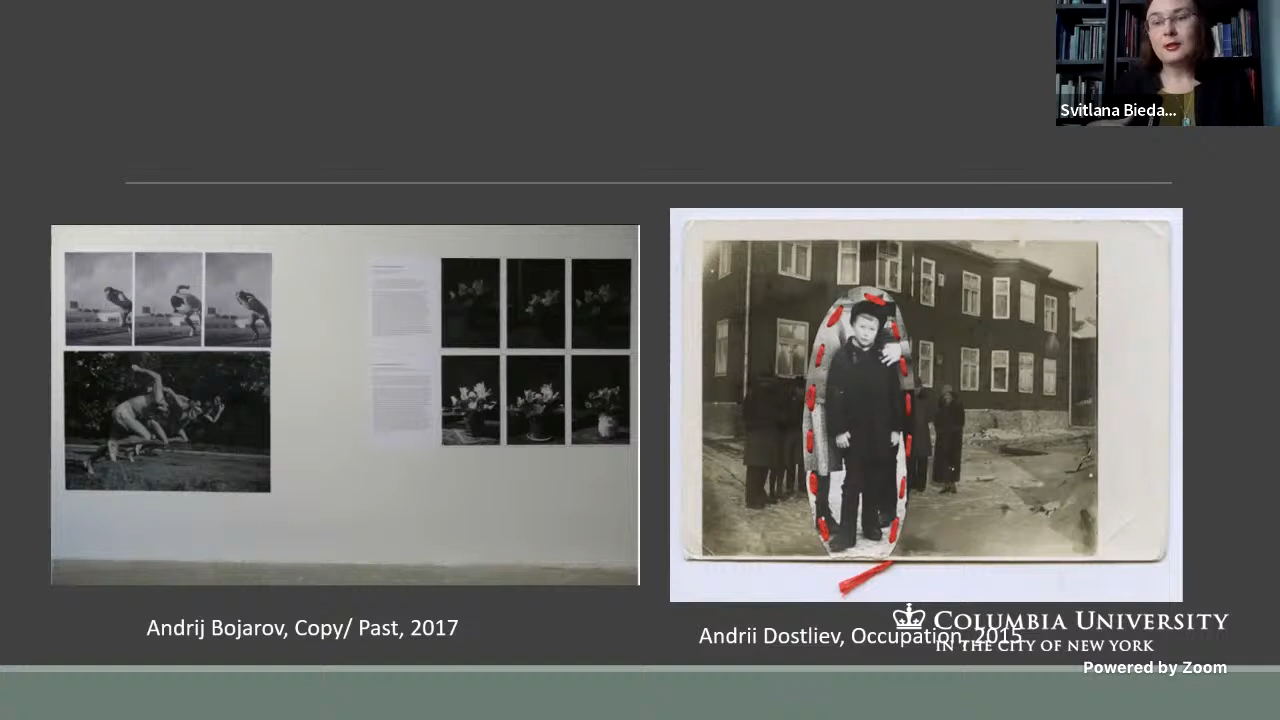 Svitlana Bieda...
Andrij Bojarov, Copy/ Past, 2017
Andrii Dostliev, Occupation, 2015
COLUMBIA UNIVERSITY
IN THE CITY OF NEW YORK
Powered by Zoom